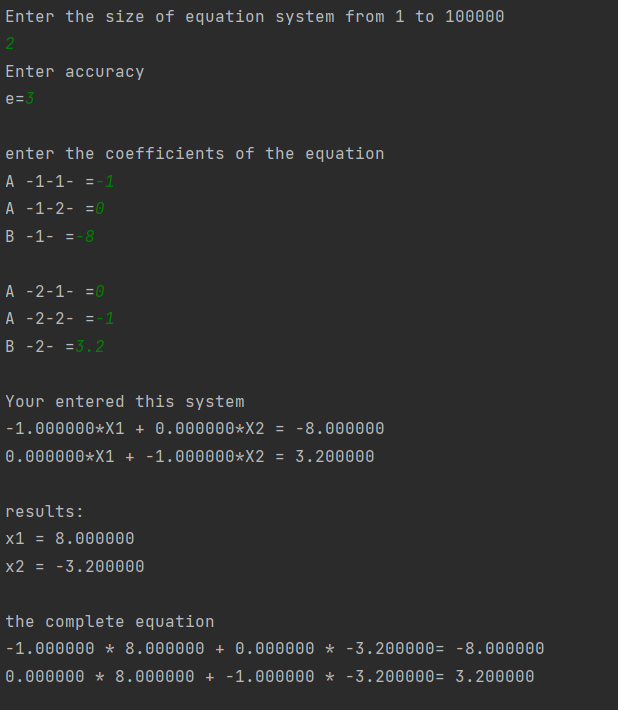 Enter the size of equation system from 1 to 100000
2
Enter accuracy
e=3
enter the coefficients of the equation
A -1-1- =-1
A -1-2- =0
B -1- =-8
A -2-1- =0
A -2-2- =-1
B -2- =3.2
Your entered this system
-1.000000*X1 + 0.000000*X2 = -8.000000
0.000000*X1 + -1.000000*X2 = 3.200000
results:
x1 = 8.000000
x2 = -3.200000
the complete equation
-1.000000 * 8.000000 + 0.000000 * -3.200000= -8.000000
0.000000 * 8.000000 + -1.000000 * -3.200000= 3.200000